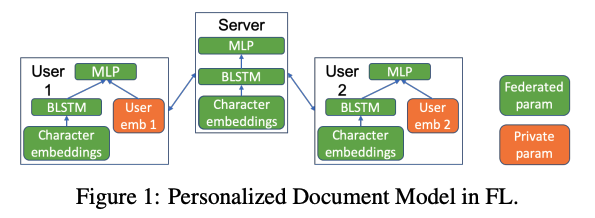 Server
MLP
BLSTM
Character
embeddings
User
1
MLP
BLSTM
User
emb 1
Character
embeddings
User
2
MLP
BLSTM
User
emb 2
Character
embeddings
Federated
param
Private
param
Figure 1: Personalized Document Model in FL.